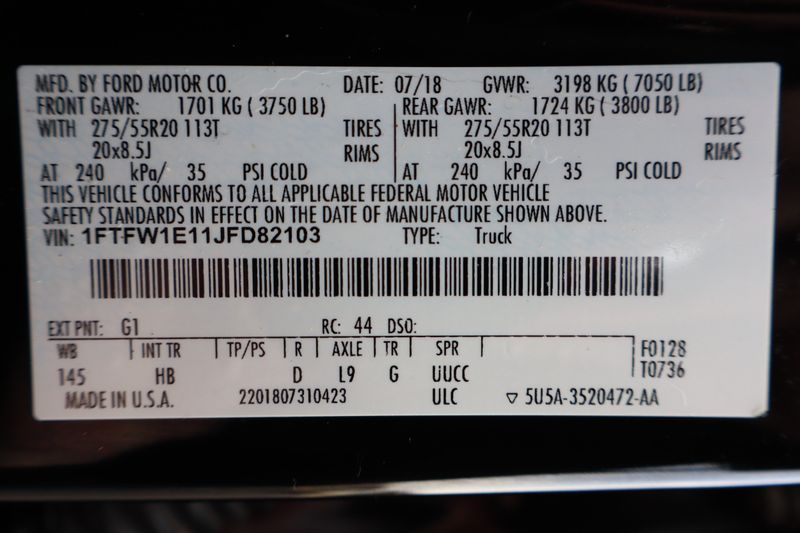 MFD. BY FORD MOTOR CO. DATE: 07/18 GVWR: 3198 KG ( 7050 LB)
FRONT GAWR: 1701 KG ( 3750 LB) REAR GAWR: 1724 KG ( 3800 LB)
WITH 275/55R20 113T TIRES WITH 275/55R20 113T TIRES
20x8.5J RIMS 20x8.5J RIMS
AT 240 kPa/ 35 PSI COLD AT 240 kPa/ 35 PSI COLD
THIS VEHICLE CONFORMS TO ALL APPLICABLE FEDERAL MOTOR VEHICLE
SAFETY STANDARDS IN EFFECT ON THE DATE OF MANUFACTURE SHOWN ABOVE.
VIN: 1FTFW1E11JFD82103 TYPE: Truck
EXT PNT: G1 RC: 44 DSO:
WB INT TR TP/PS R AXLE TR SPR F0128
145 HB D L9 G UUCC T0736
MADE IN U.S.A. 2201807310423 ULC ▽ 5U5A-3520472-AA